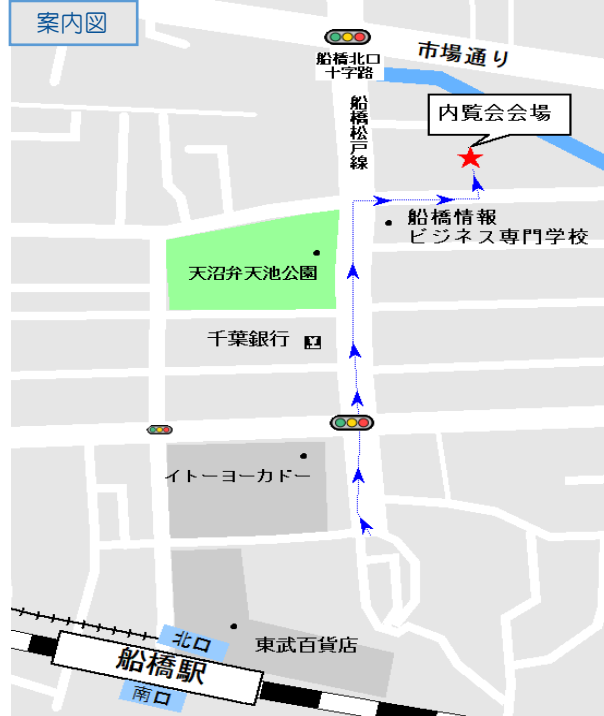 案内図
市場通り
船橋北口
十字路
船橋松戸線
内覧会会場
船橋情報
ビジネス専門学校
天沼弁天池公園
千葉銀行
イトーヨーカドー
東武百貨店
北口
船橋駅
南口